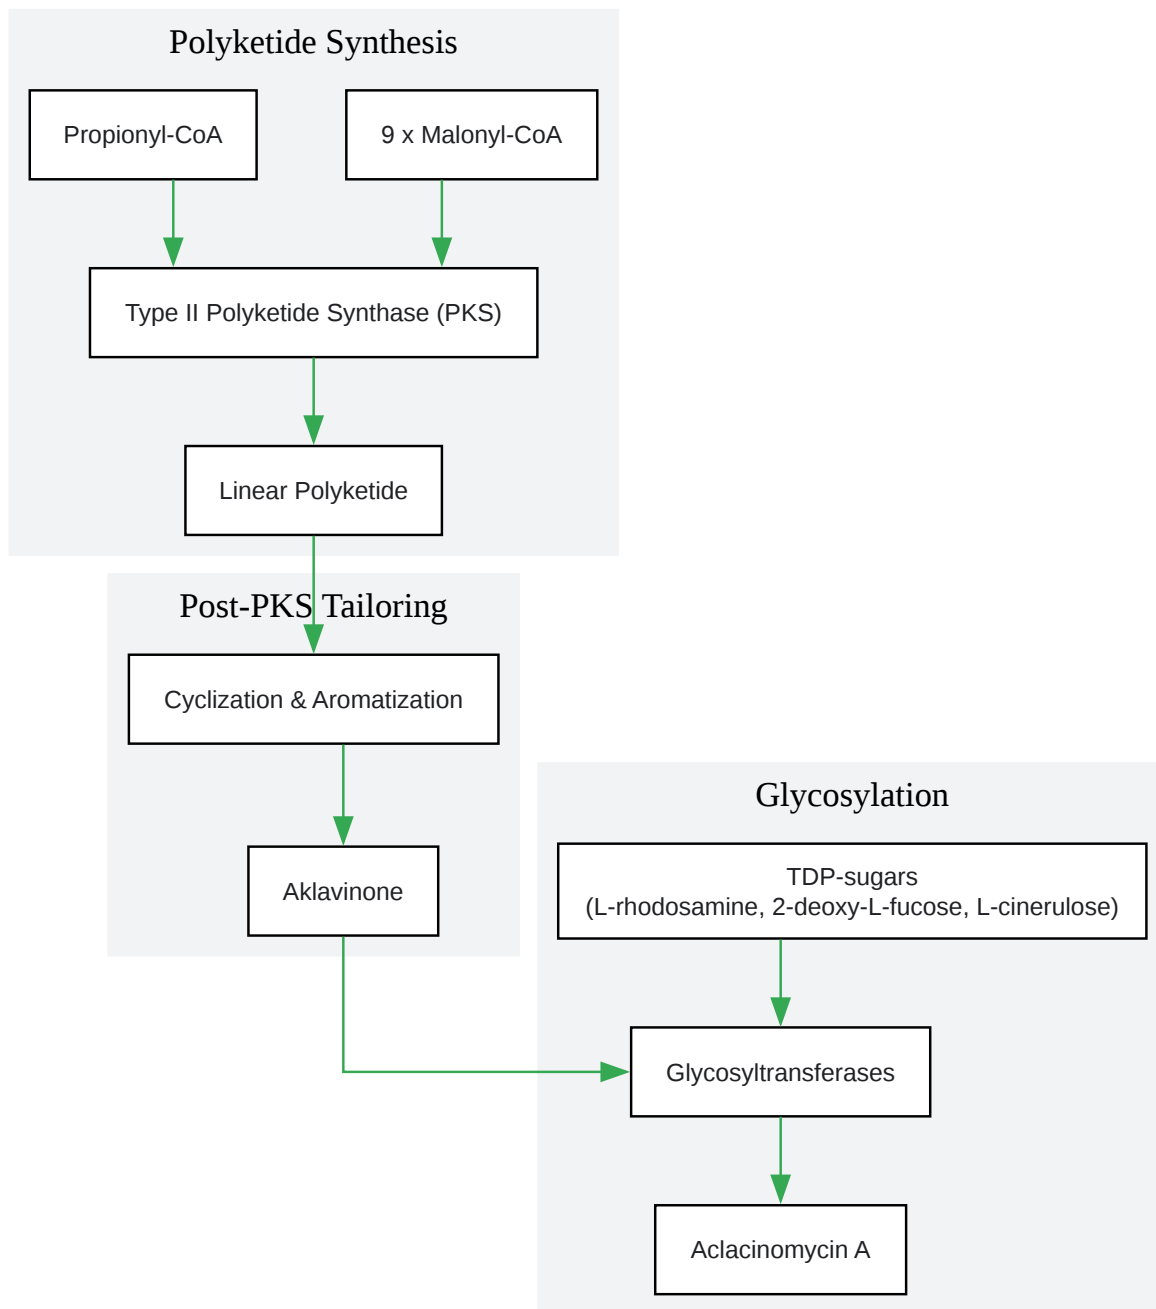 Polyketide Synthesis
Propionyl-CoA
9 x Malonyl-CoA
Type II Polyketide Synthase (PKS)
Linear Polyketide
Post-PKS Tailoring
Cyclization & Aromatization
Aklavinone
Glycosylation
TDP-sugars
(L-rhodosamine, 2-deoxy-L-fucose, L-cinerulose)
Glycosyltransferases
Aclacinomycin A